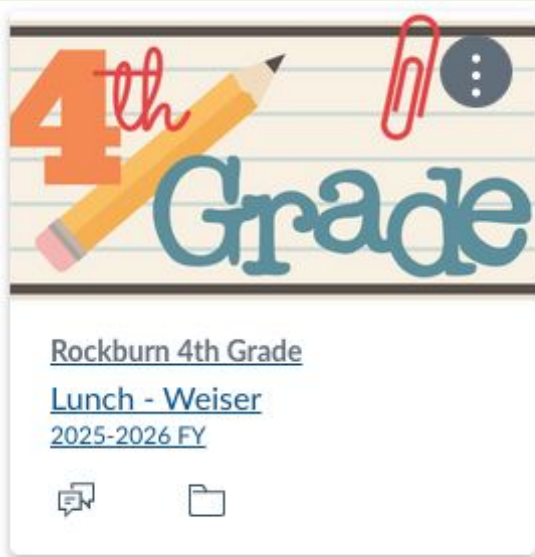 4th
Grade
Rockburn 4th Grade
Lunch - Weiser
2025-2026 FY